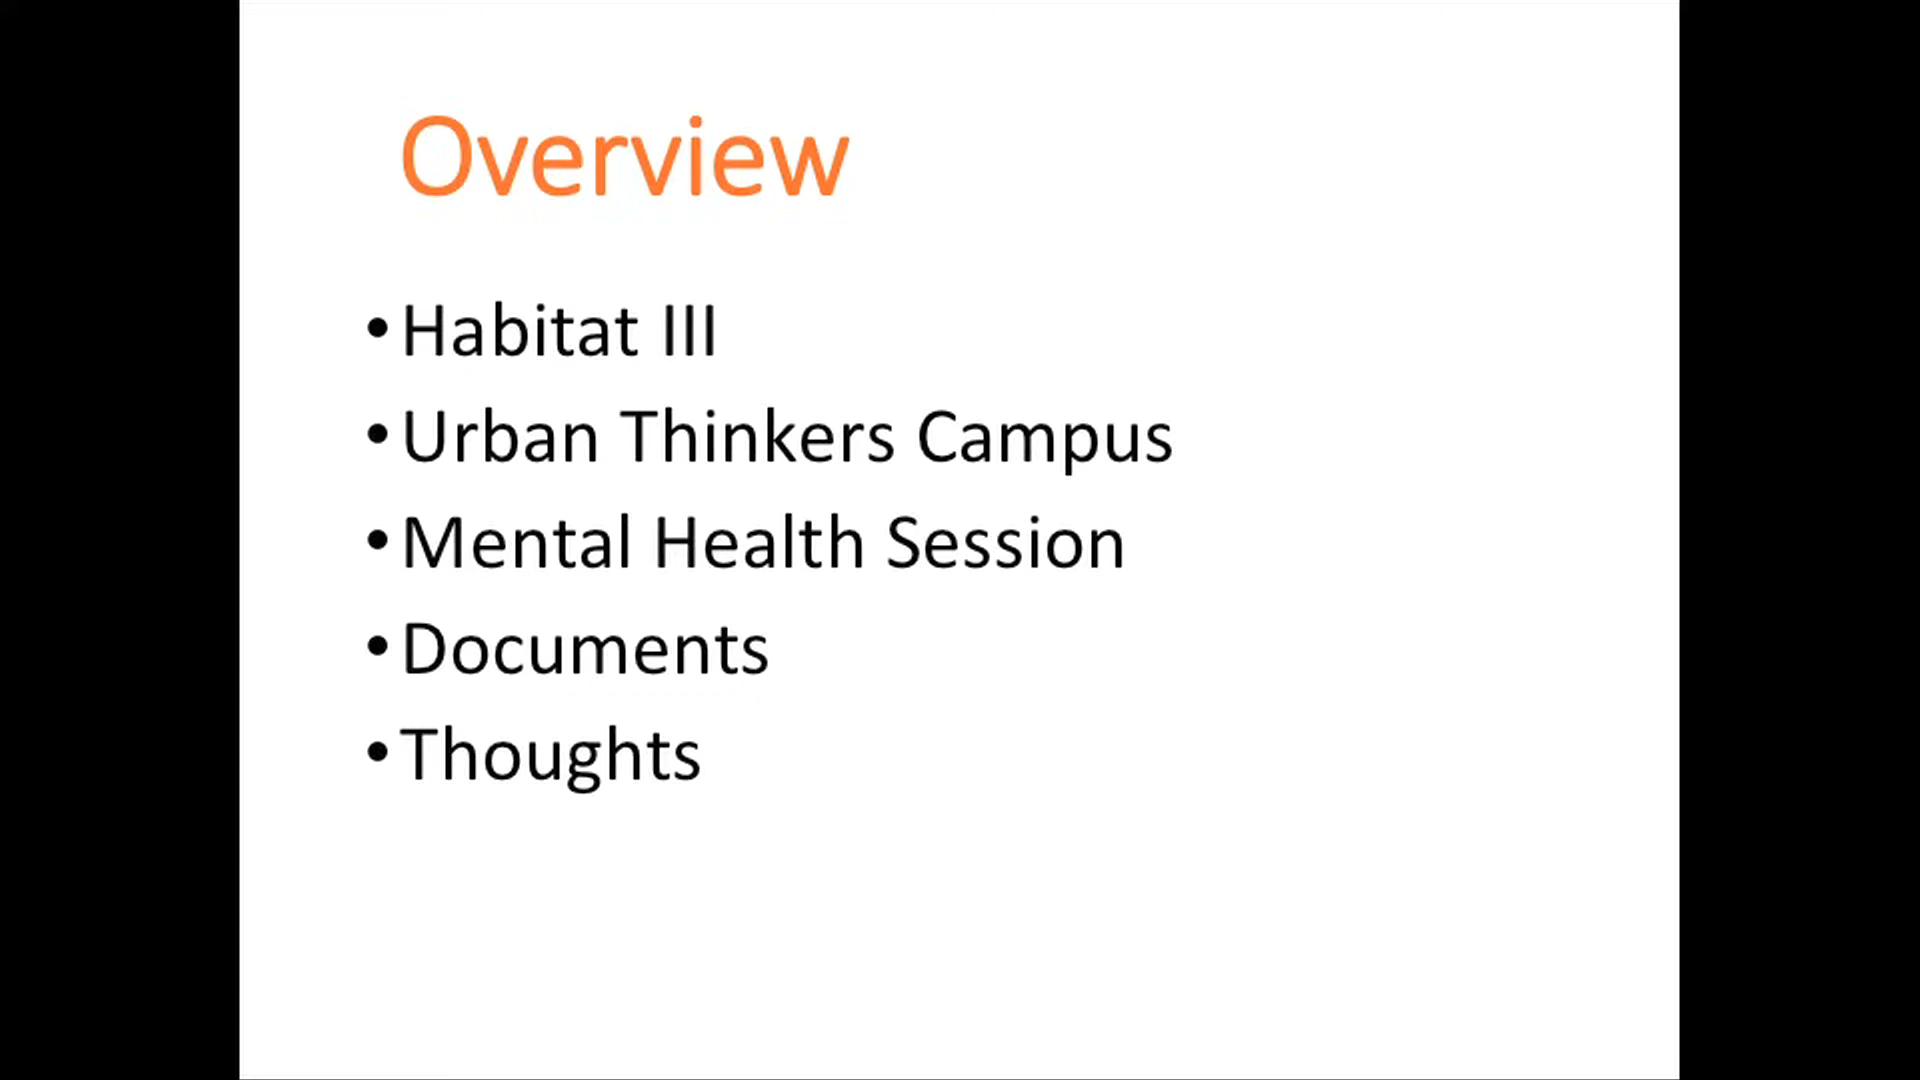 Overview
• Habitat III
• Urban Thinkers Campus
• Mental Health Session
• Documents
• Thoughts